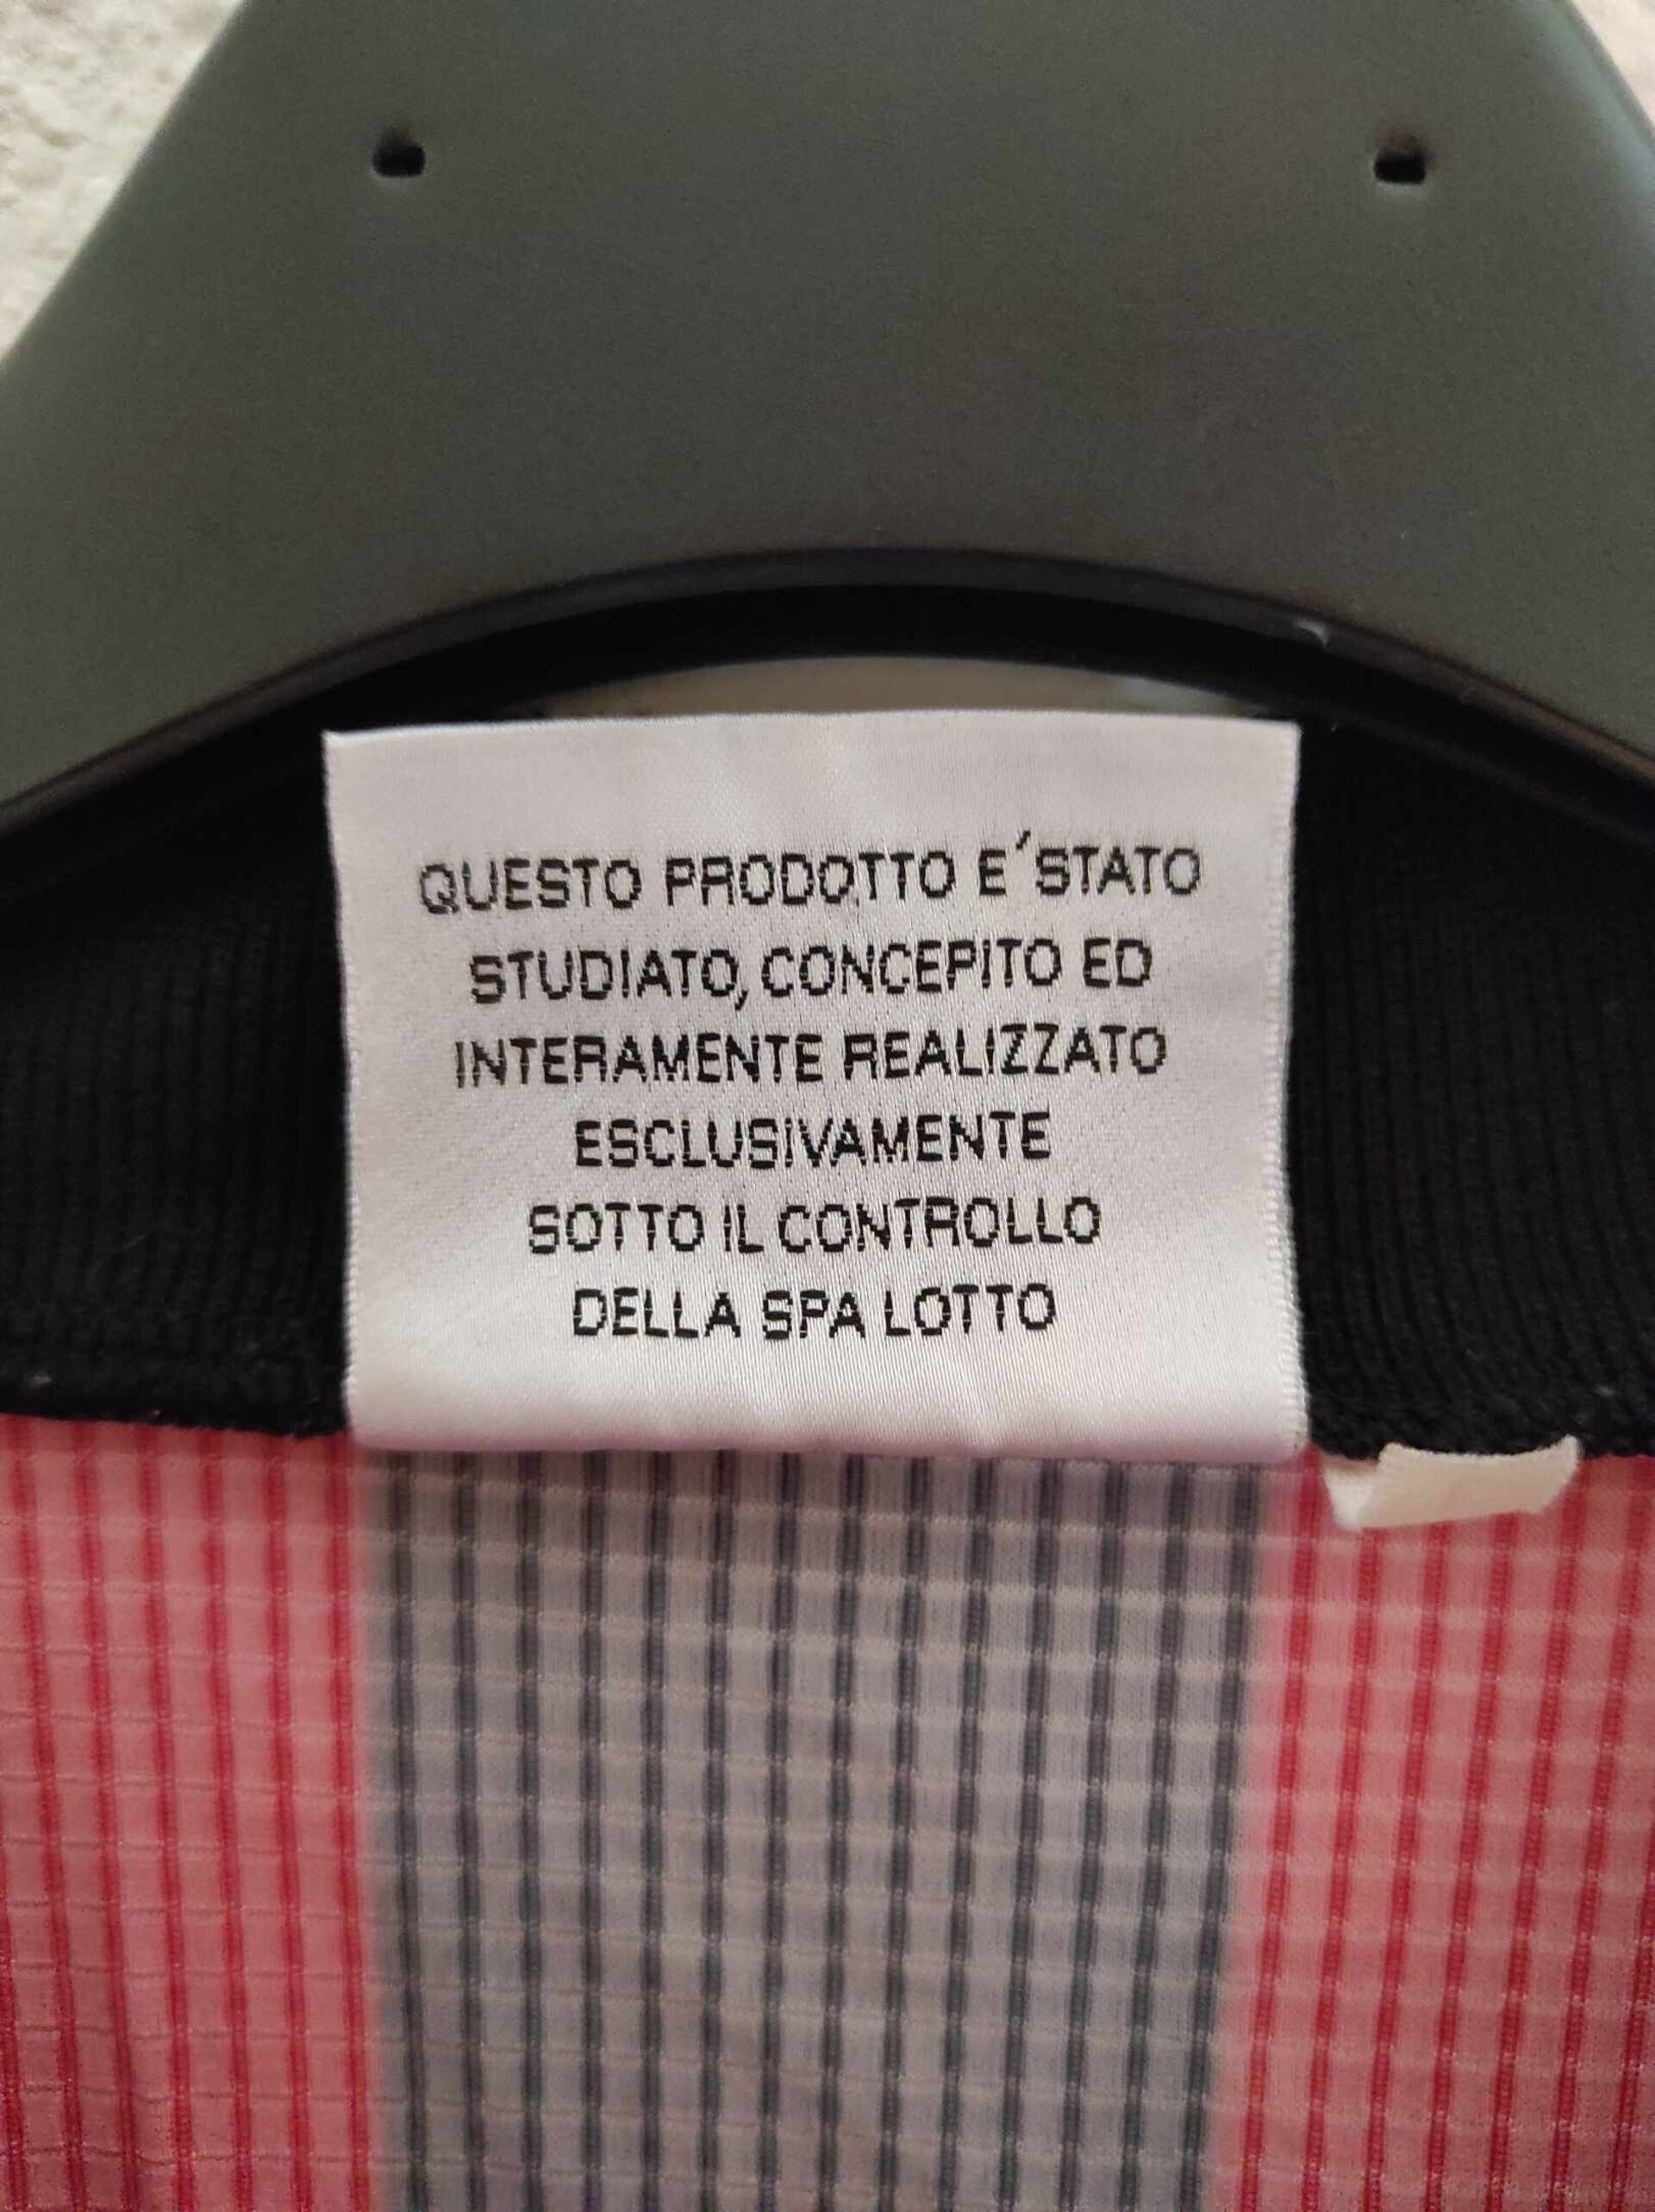 QUESTO PRODOTTO E´STATO
STUDIATO, CONCEPITO ED
INTERAMENTE REALIZZATO
ESCLUSIVAMENTE
SOTTO IL CONTROLLO
DELLA SPA LOTTO